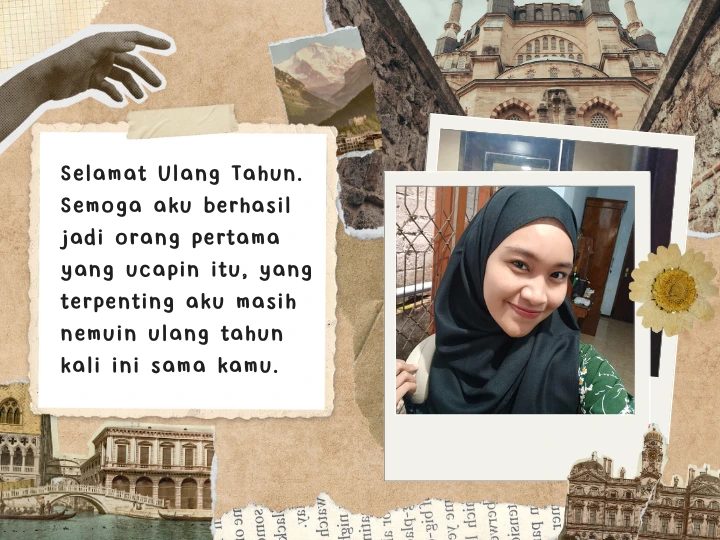 Selamat Ulang Tahun.
Semoga aku berhasil
jadi orang pertama
yang ucapin itu, yang
terpenting aku masih
nemuin ulang tahun
kali ini sama kamu.